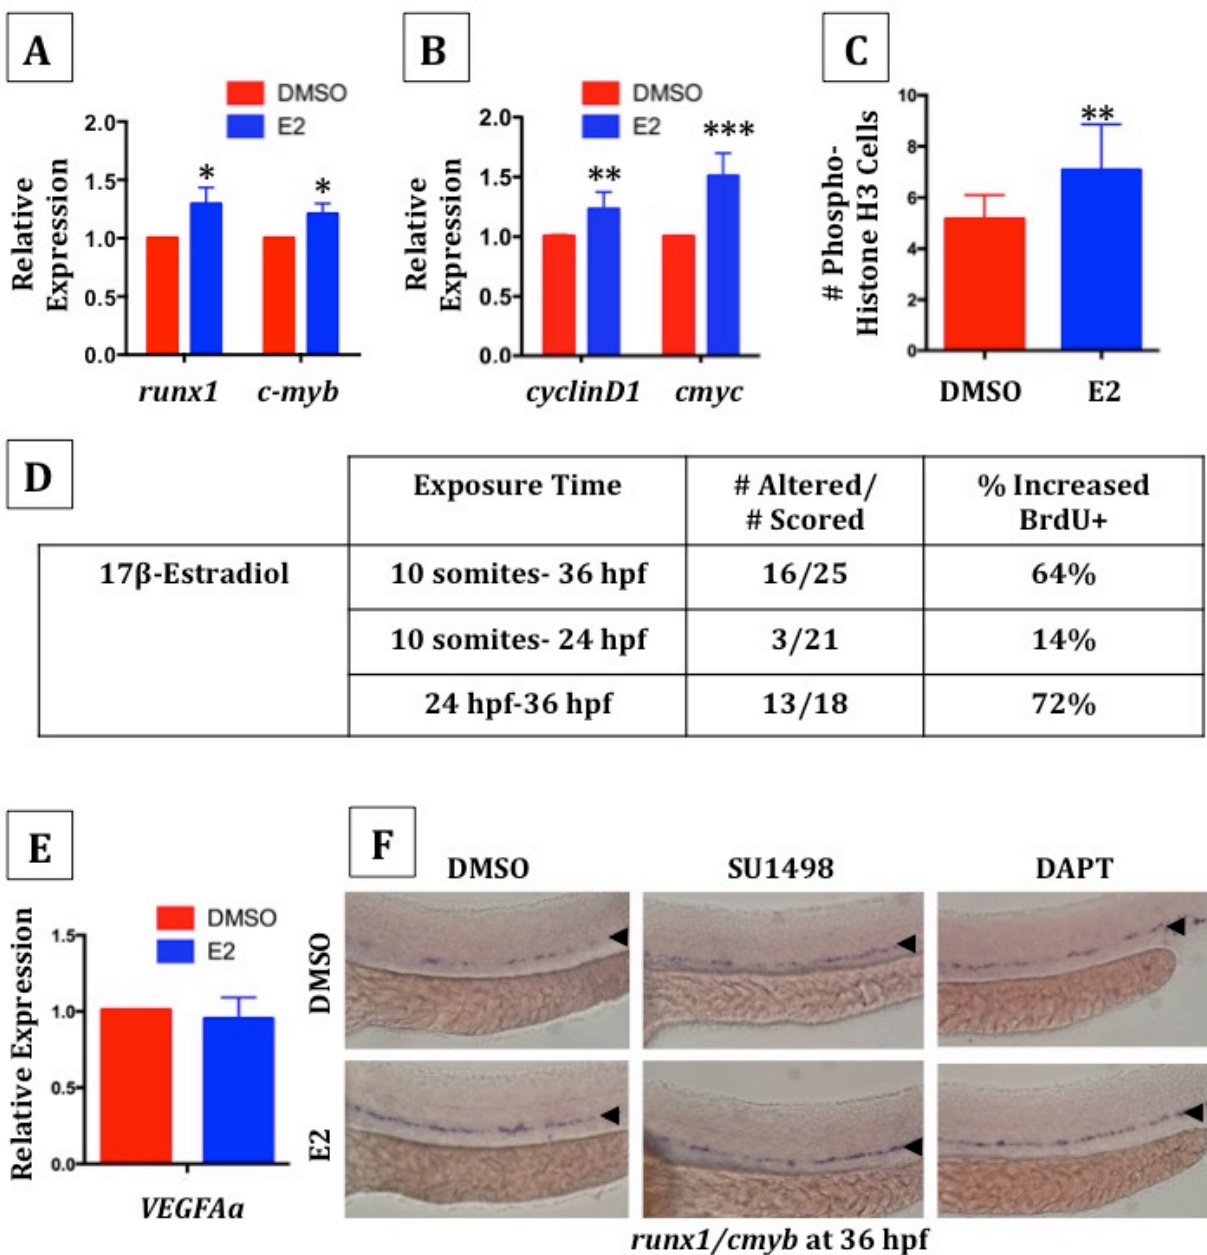 A
DMSO
E2
Relative
Expression
2.0
1.5
1.0
0.5
0.0
*
*
runx1 c-myb
B
DMSO
E2
Relative
Expression
2.0
1.5
1.0
0.5
0.0
**
***
cyclinD1 cmyc
C
# Phospho-
Histone H3 Cells
10
8
6
4
2
0
**
DMSO E2
D
Exposure Time
# Altered/
# Scored
% Increased
BrdU+
17β-Estradiol
10 somites- 36 hpf 16/25 64%
10 somites- 24 hpf 3/21 14%
24 hpf-36 hpf 13/18 72%
E
DMSO
E2
Relative Expression
1.5
1.0
0.5
0.0
VEGFAa
F
DMSO SU1498 DAPT
DMSO
E2
runx1/cmyb at 36 hpf